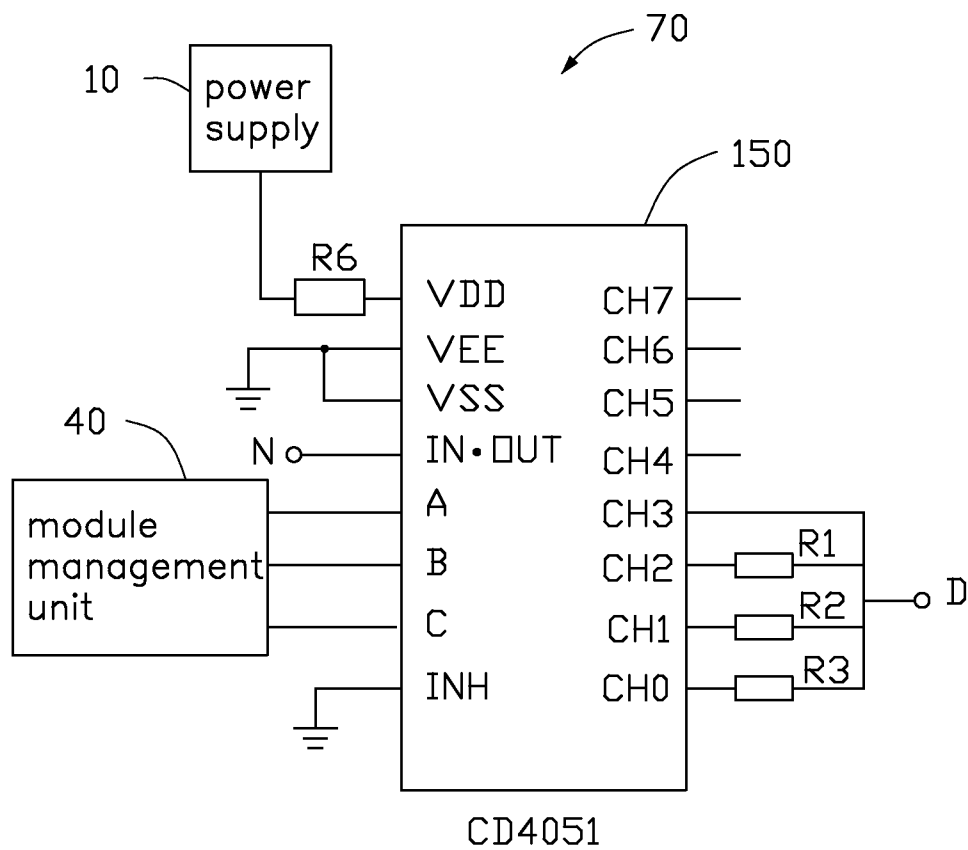 70
10
power
supply
150
R6
VDD
CH7
VEE
CH6
VSS
CH5
40
N
IN•OUT
CH4
A
CH3
module
management
unit
B
CH2
R1
D
C
CH1
R2
INH
CH0
R3
CD4051